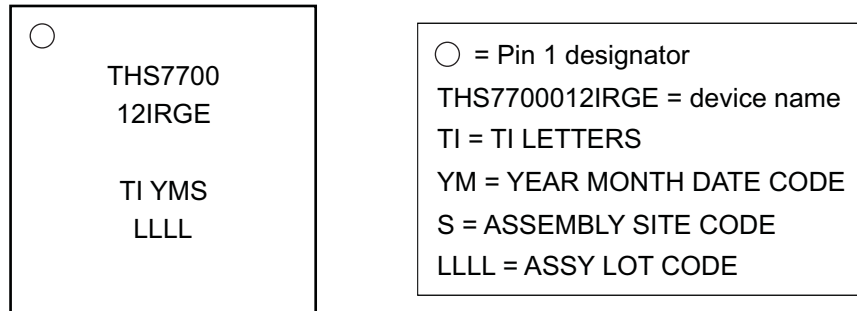 THS7700
12IRGE
TI YMS
LLLL
= Pin 1 designator
THS7700012IRGE = device name
TI = TI LETTERS
YM = YEAR MONTH DATE CODE
S = ASSEMBLY SITE CODE
LLLL = ASSY LOT CODE